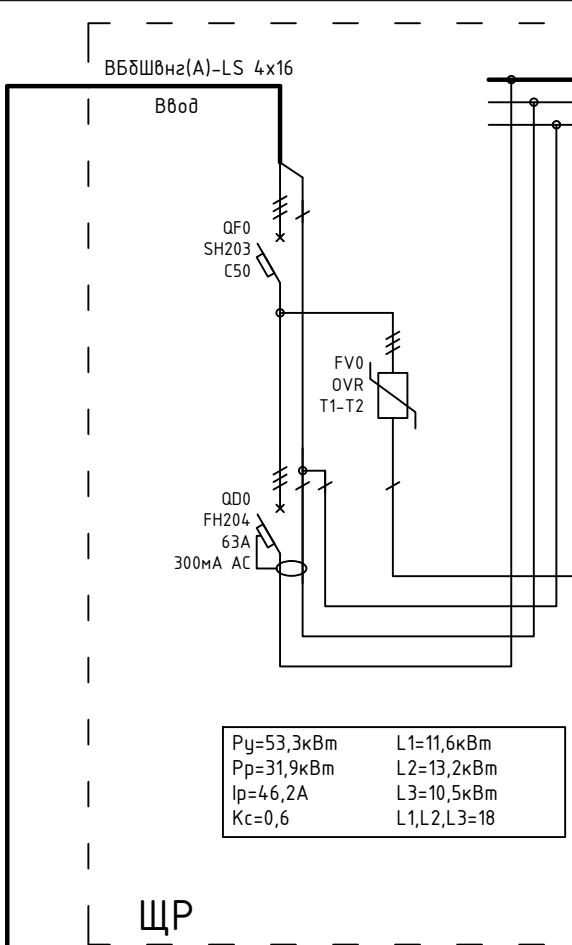 ВБбШвнг(А)-LS 4x16
Ввод
QF0
SH203
C50
FV0
OVR
T1-T2
QD0
FH204
63А
300мА АС
Ру=53,3кВт
Рр=31,9кВт
Iр=46,2А
Кс=0,6
L1=11,6кВт
L2=13,2кВт
L3=10,5кВт
L1,L2,L3=18
ЩР